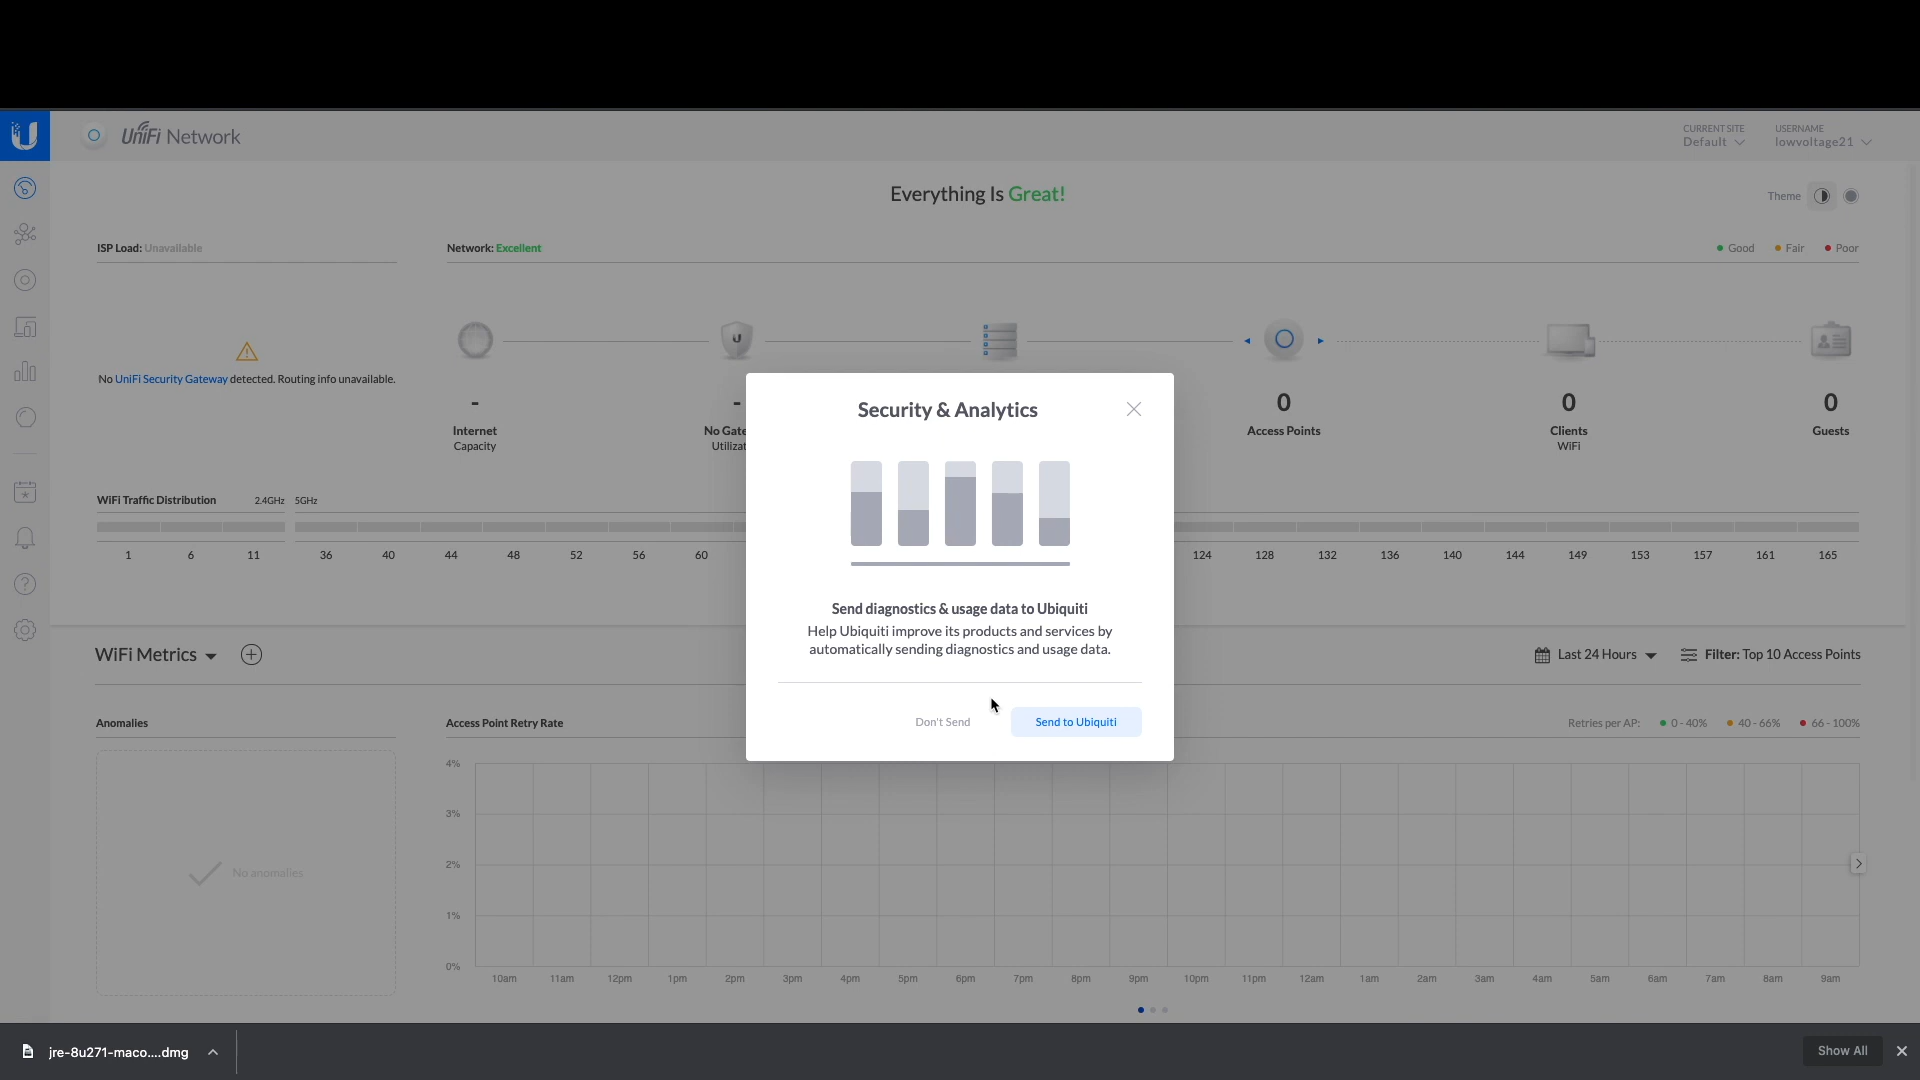 UniFi Network
CURRENT SITE
Default
USERNAME
lowvoltage21
Everything Is Great!
Theme
ISP Load: Unavailable
Network: Excellent
Good
Fair
Poor
No UniFi Security Gateway detected. Routing info unavailable.
-
Internet
Capacity
-
No Gate
Utilizat
0
Access Points
0
Clients
WiFi
0
Guests
Security & Analytics
Send diagnostics & usage data to Ubiquiti
Help Ubiquiti improve its products and services by
automatically sending diagnostics and usage data.
Don't Send
Send to Ubiquiti
WiFi Traffic Distribution
2.4GHz
5GHz
1 6 11 36 40 44 48 52 56 60 124 128 132 136 140 144 149 153 157 161 165
WiFi Metrics
Last 24 Hours
Filter: Top 10 Access Points
Anomalies
No anomalies
Access Point Retry Rate
Retries per AP:
0 - 40%
40 - 66%
66 - 100%
4%
3%
2%
1%
0%
10am 11am 12pm 1pm 2pm 3pm 4pm 5pm 6pm 7pm 8pm 9pm 10pm 11pm 12am 1am 2am 3am 4am 5am 6am 7am 8am 9am
jre-8u271-maco....dmg
Show All